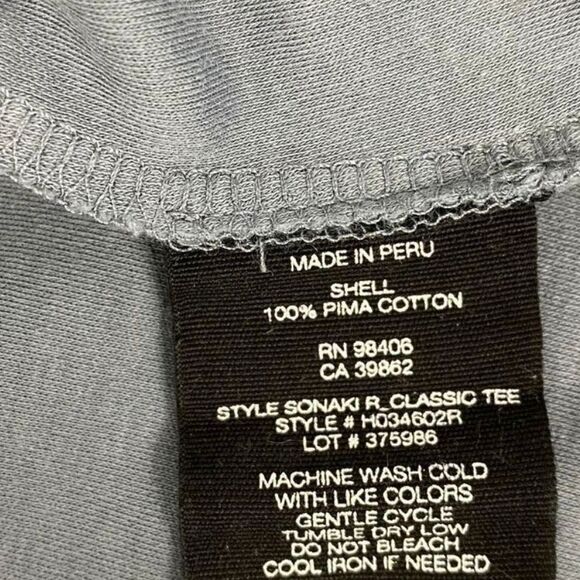 MADE IN PERU
SHELL
100% PIMA COTTON
RN 98406
CA 39862
STYLE SONAKI R_CLASSIC TEE
STYLE # H034602R
LOT # 375986
MACHINE WASH COLD
WITH LIKE COLORS
GENTLE CYCLE
TUMBLE DRY LOW
DO NOT BLEACH
COOL IRON IF NEEDED